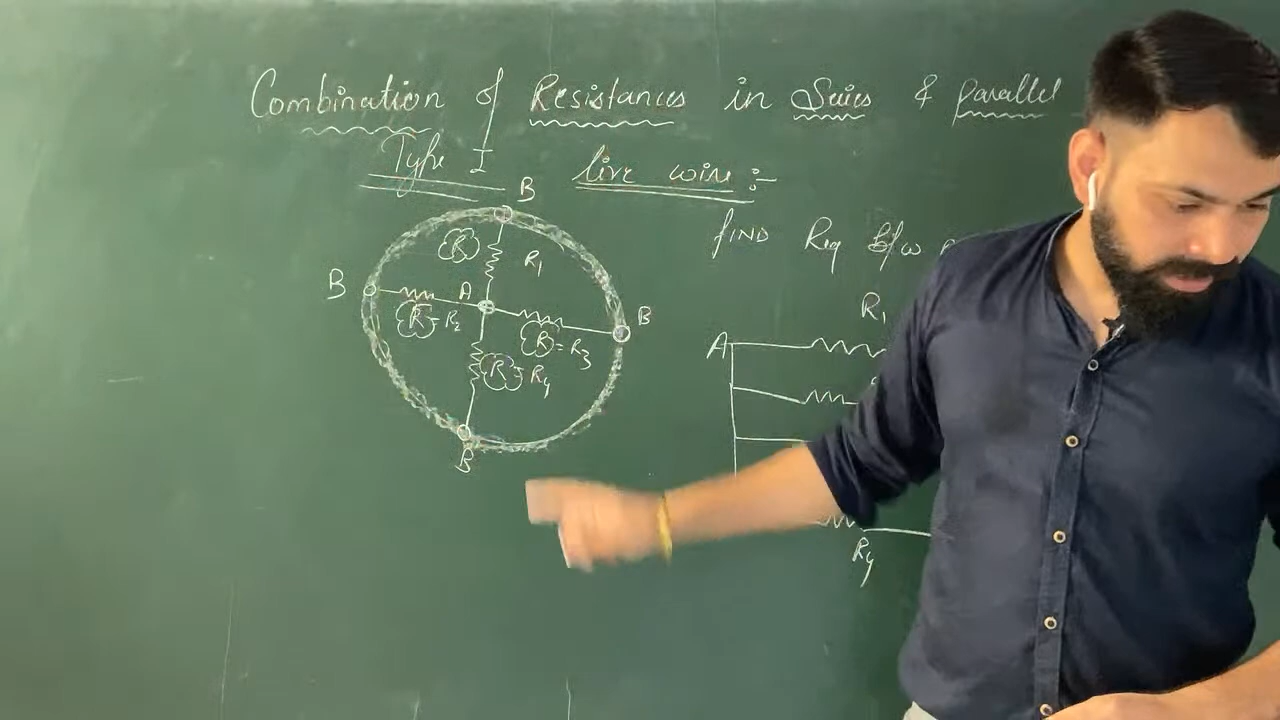 Combination of Resistances in Series & parallel
Type I live wire :-
B
FIND Req B/w
R R1
B A B
R = R2 R = R3
R1
A
R = R4
B
R4